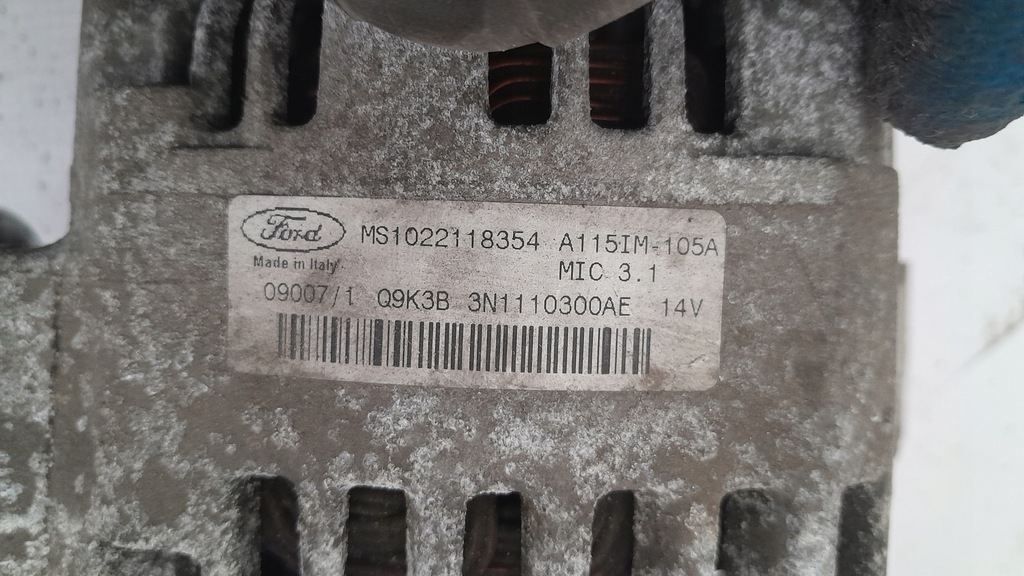 Ford MS1022118354 A115IM-105A
Made in Italy MIC 3.1
09007/1 Q9K3B 3N1110300AE 14V